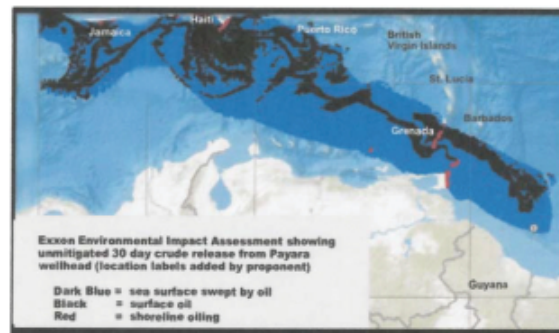 Haiti
Jamaica
Puerto Rico
British
Virgin Islands
St. Lucia
Barbados
Grenada
Exxon Environmental Impact Assessment showing
unmitigated 30 day crude release from Payara
wellhead (location labels added by proponent)
Dark Blue = sea surface swept by oil
Black = surface oil
Red = shoreline oiling
Guyana